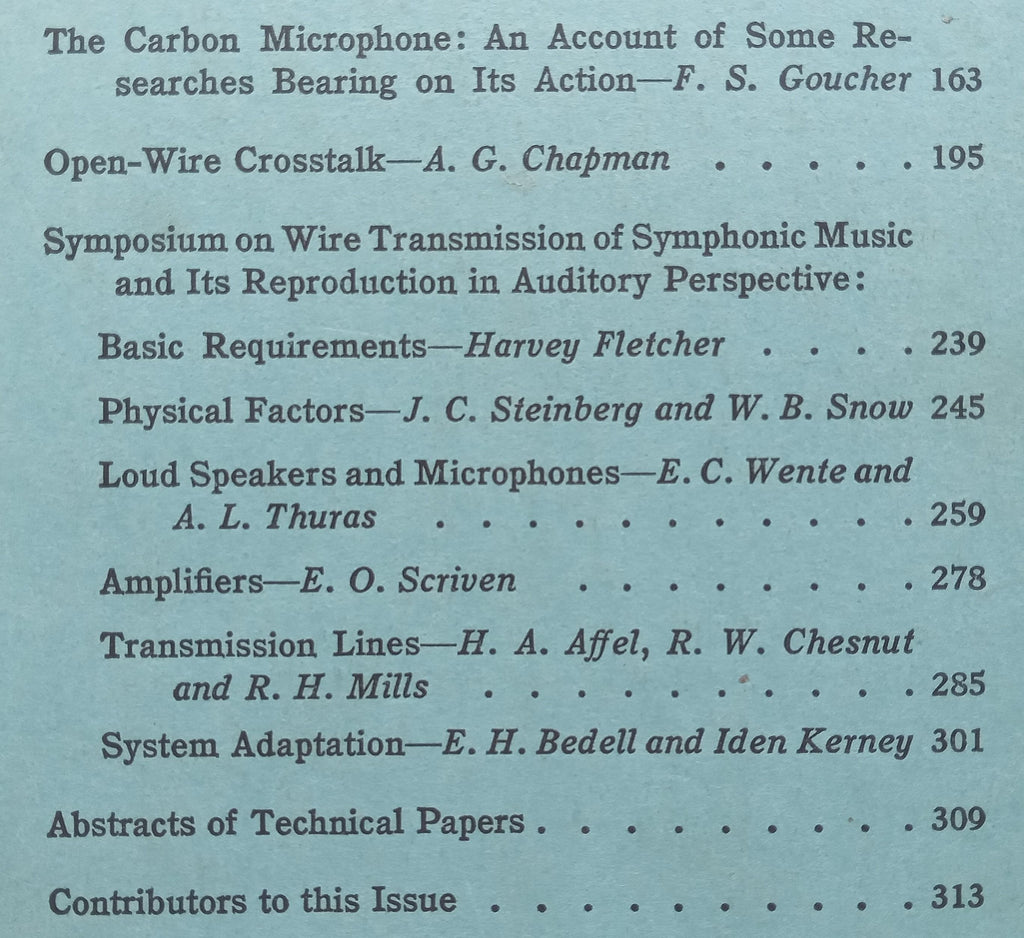 The Carbon Microphone: An Account of Some Re-
searches Bearing on Its Action—F. S. Goucher 163
Open-Wire Crosstalk—A. G. Chapman . . . . . 195
Symposium on Wire Transmission of Symphonic Music
and Its Reproduction in Auditory Perspective:
Basic Requirements—Harvey Fletcher . . . . 239
Physical Factors—J. C. Steinberg and W. B. Snow 245
Loud Speakers and Microphones—E. C. Wente and
A. L. Thuras . . . . . . . . . . . 259
Amplifiers—E. O. Scriven . . . . . . . . 278
Transmission Lines—H. A. Affel, R. W. Chesnut
and R. H. Mills . . . . . . . . . . 285
System Adaptation—E. H. Bedell and Iden Kerney 301
Abstracts of Technical Papers . . . . . . . . . 309
Contributors to this Issue . . . . . . . . . . 313